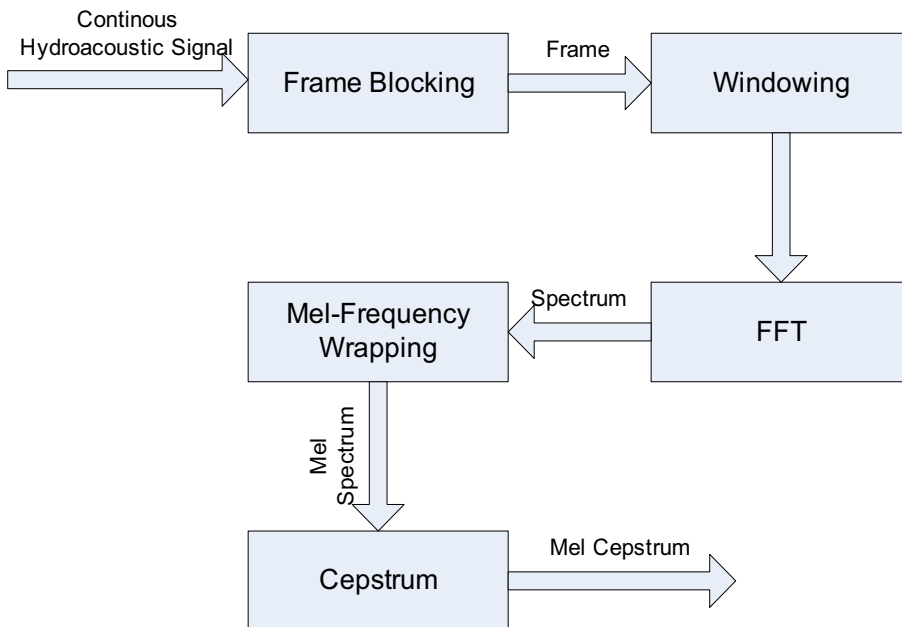 Continous
Hydroacoustic Signal
Frame Blocking
Frame
Windowing
Spectrum
FFT
Mel-Frequency
Wrapping
Mel
Spectrum
Cepstrum
Mel Cepstrum